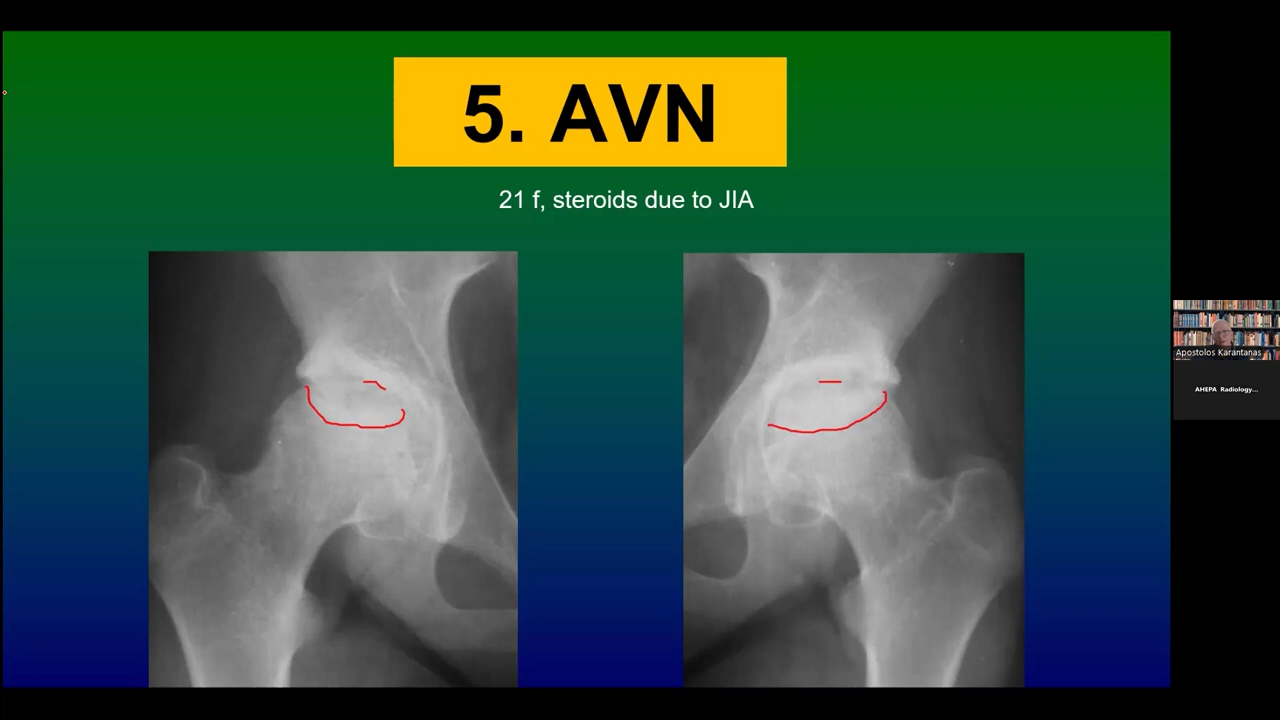 5. AVN
21 f, steroids due to JIA
Apostolos Karantanas
AHEPA Radiology...